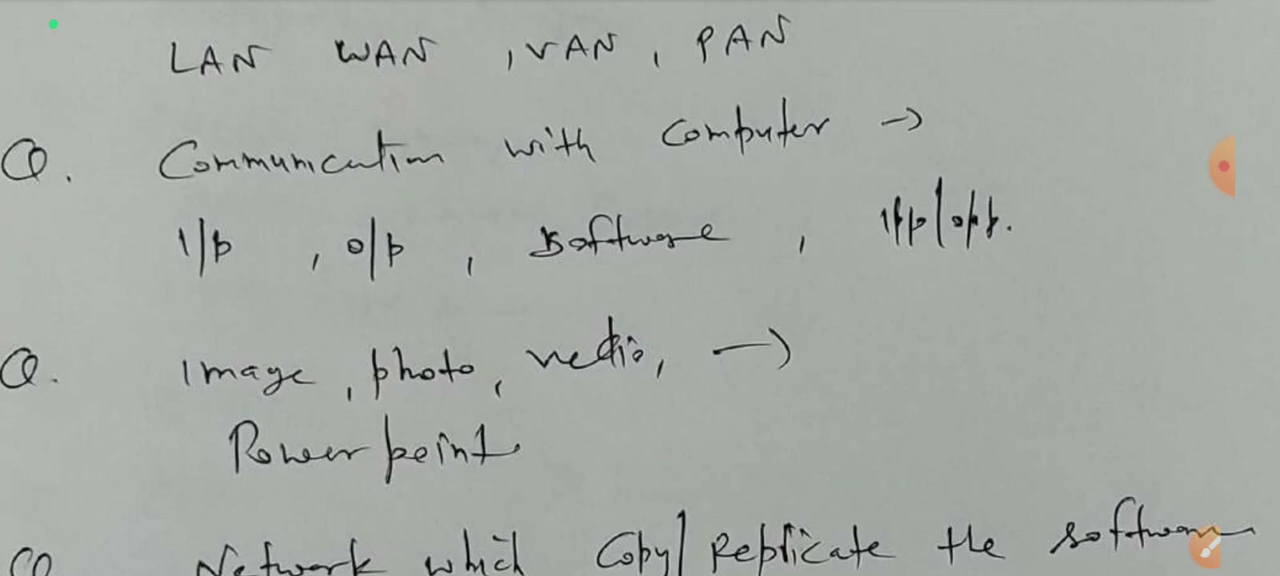 LAN WAN , VAN , PAN
Q. Communication with Computer →
I/p , o/p , Software , I/p/o/p.
Q. Image , photo , vedio, →
Power point
Q Network which Copy/Replicate the software